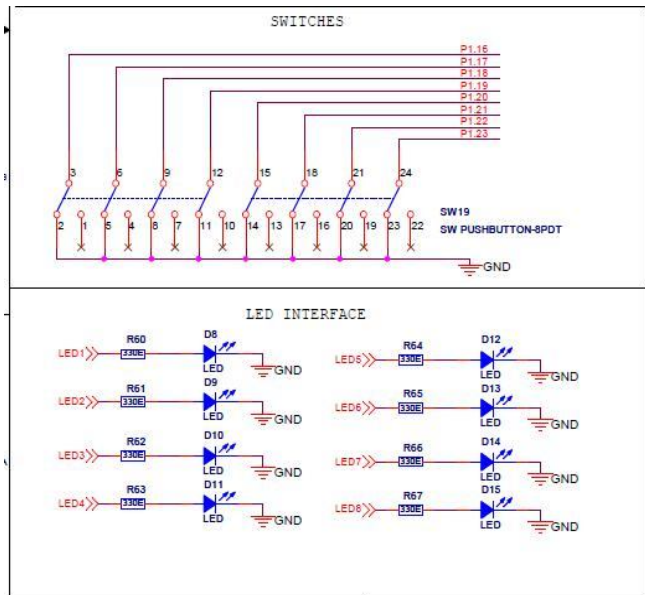 SWITCHES
P1.16
P1.17
P1.18
P1.19
P1.20
P1.21
P1.22
P1.23
3 6 9 12 15 18 21 24
SW19
2 1 5 4 8 7 11 10 14 13 17 16 20 19 23 22
SW PUSHBUTTON-8PDT
GND
LED INTERFACE
LED1 R60 330E D8 LED GND
LED2 R61 330E D9 LED GND
LED3 R62 330E D10 LED GND
LED4 R63 330E D11 LED GND
LED5 R64 330E D12 LED GND
LED6 R65 330E D13 LED GND
LED7 R66 330E D14 LED GND
LED8 R67 330E D15 LED GND